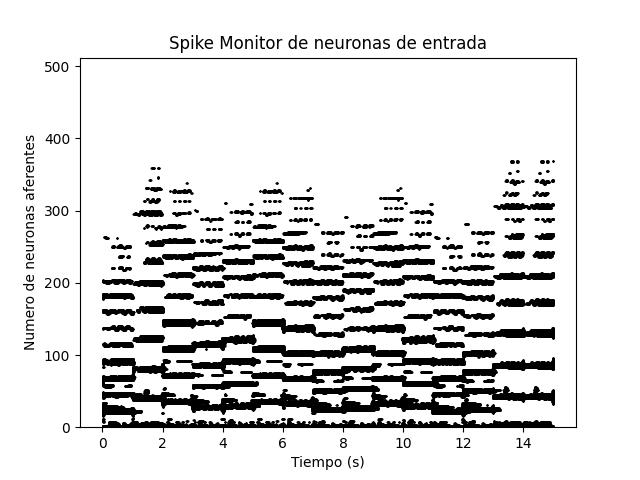 Spike Monitor de neuronas de entrada
500
400
300
200
100
0
Numero de neuronas aferentes
0 2 4 6 8 10 12 14
Tiempo (s)